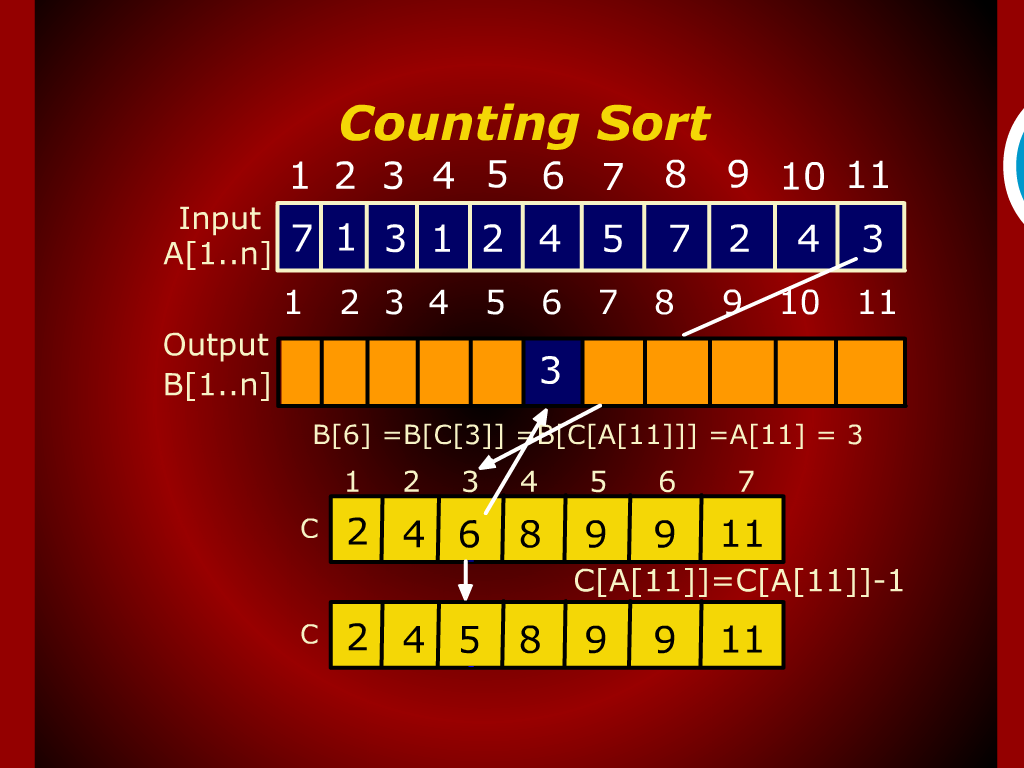 Counting Sort
1 2 3 4 5 6 7 8 9 10 11
Input
A[1..n]
7 1 3 1 2 4 5 7 2 4 3
1 2 3 4 5 6 7 8 9 10 11
Output
B[1..n]
3
B[6] =B[C[3]] =B[C[A[11]]] =A[11] = 3
1 2 3 4 5 6 7
C 2 4 6 8 9 9 11
C[A[11]]=C[A[11]]-1
C 2 4 5 8 9 9 11